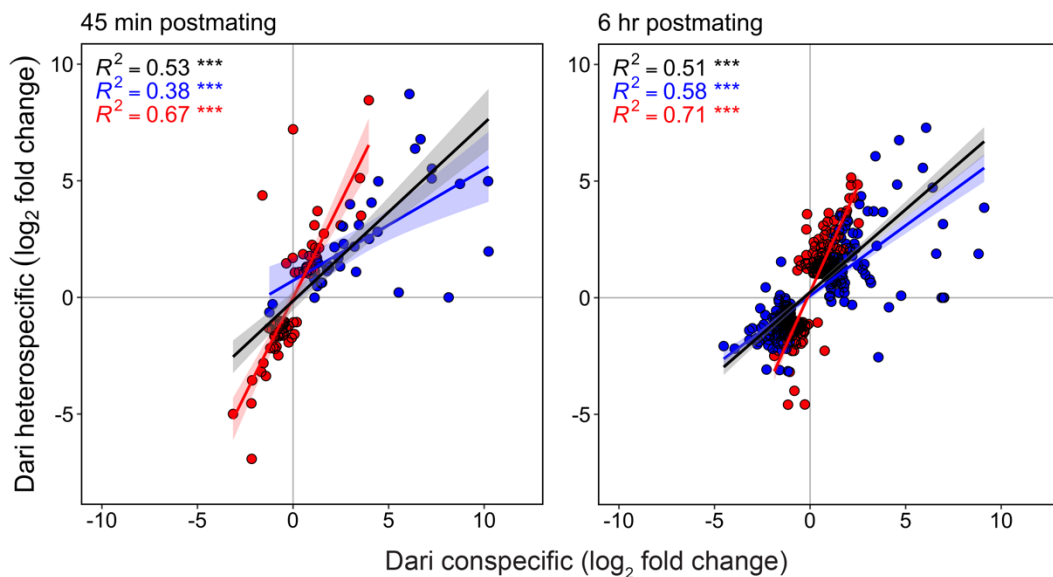 45 min postmating
6 hr postmating
R² = 0.53 ***
R² = 0.38 ***
R² = 0.67 ***
R² = 0.51 ***
R² = 0.58 ***
R² = 0.71 ***
Dari heterospecific (log₂ fold change)
10
5
0
-5
10
5
0
-5
-10
-5
0
5
10
-10
-5
0
5
10
Dari conspecific (log₂ fold change)